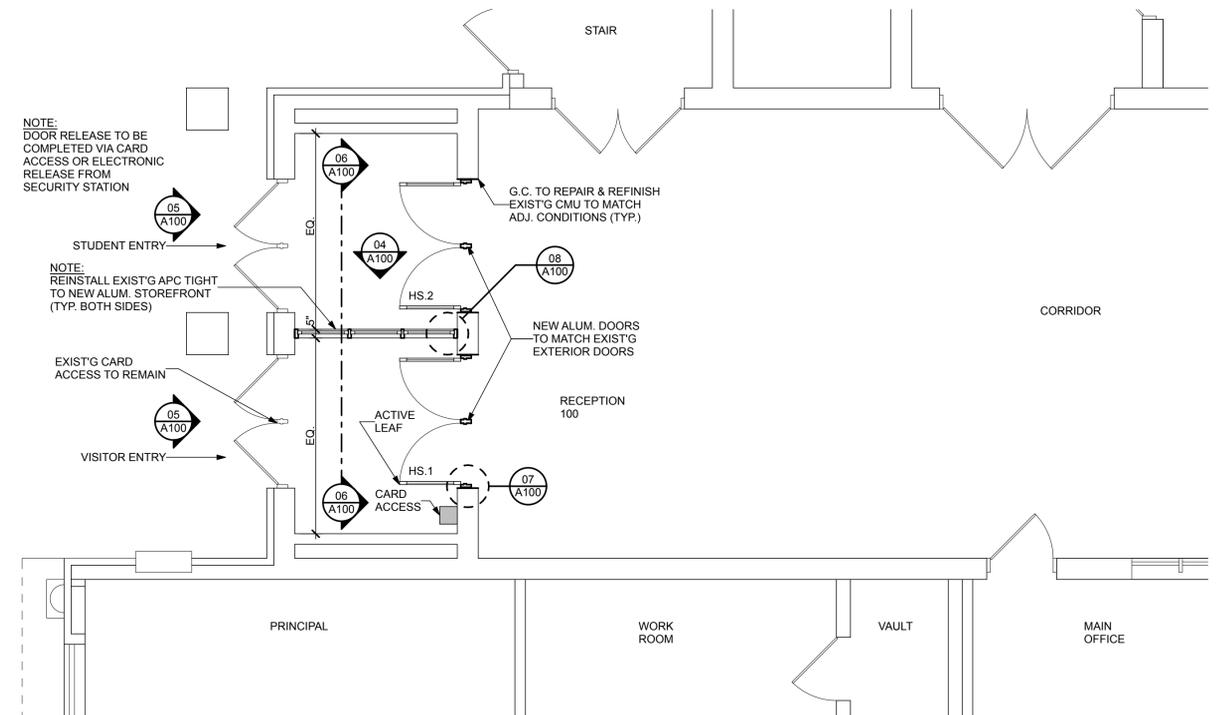 STAIR
NOTE:
DOOR RELEASE TO BE
COMPLETED VIA CARD
ACCESS OR ELECTRONIC
RELEASE FROM
SECURITY STATION
06
A100
G.C. TO REPAIR & REFINISH
EXIST'G CMU TO MATCH
ADJ. CONDITIONS (TYP.)
05
A100
EQ.
STUDENT ENTRY
04
A100
08
A100
NOTE:
REINSTALL EXIST'G APC TIGHT
TO NEW ALUM. STOREFRONT
(TYP. BOTH SIDES)
HS.2
5"
CORRIDOR
NEW ALUM. DOORS
TO MATCH EXIST'G
EXTERIOR DOORS
EXIST'G CARD
ACCESS TO REMAIN
RECEPTION
100
05
A100
ACTIVE
LEAF
EQ.
VISITOR ENTRY
HS.1
07
A100
06
A100
CARD
ACCESS
PRINCIPAL
WORK
ROOM
VAULT
MAIN
OFFICE